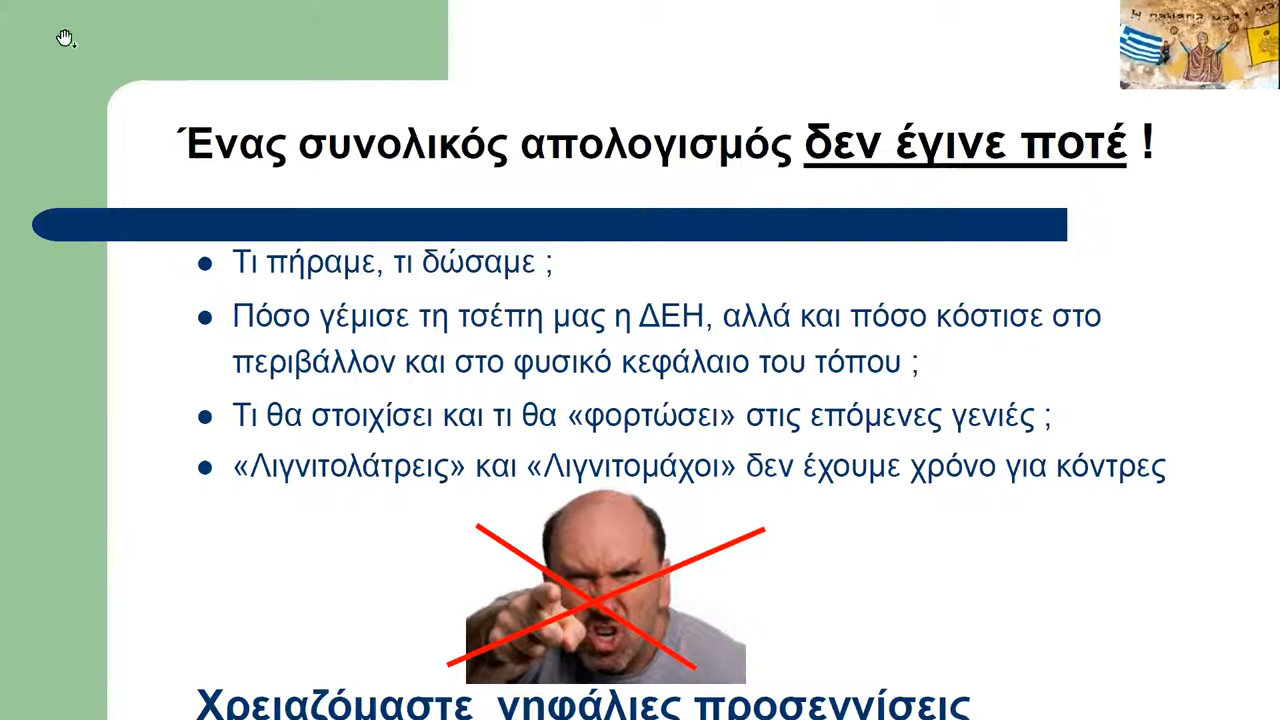 Ένας συνολικός απολογισμός δεν έγινε ποτέ !
Τι πήραμε, τι δώσαμε ;
Πόσο γέμισε τη τσέπη μας η ΔΕΗ, αλλά και πόσο κόστισε στο
περιβάλλον και στο φυσικό κεφάλαιο του τόπου ;
Τι θα στοιχίσει και τι θα «φορτώσει» στις επόμενες γενιές ;
«Λιγνιτολάτρεις» και «Λιγνιτομάχοι» δεν έχουμε χρόνο για κόντρες
Χρειαζόμαστε νηφάλιες προσεγγίσεις